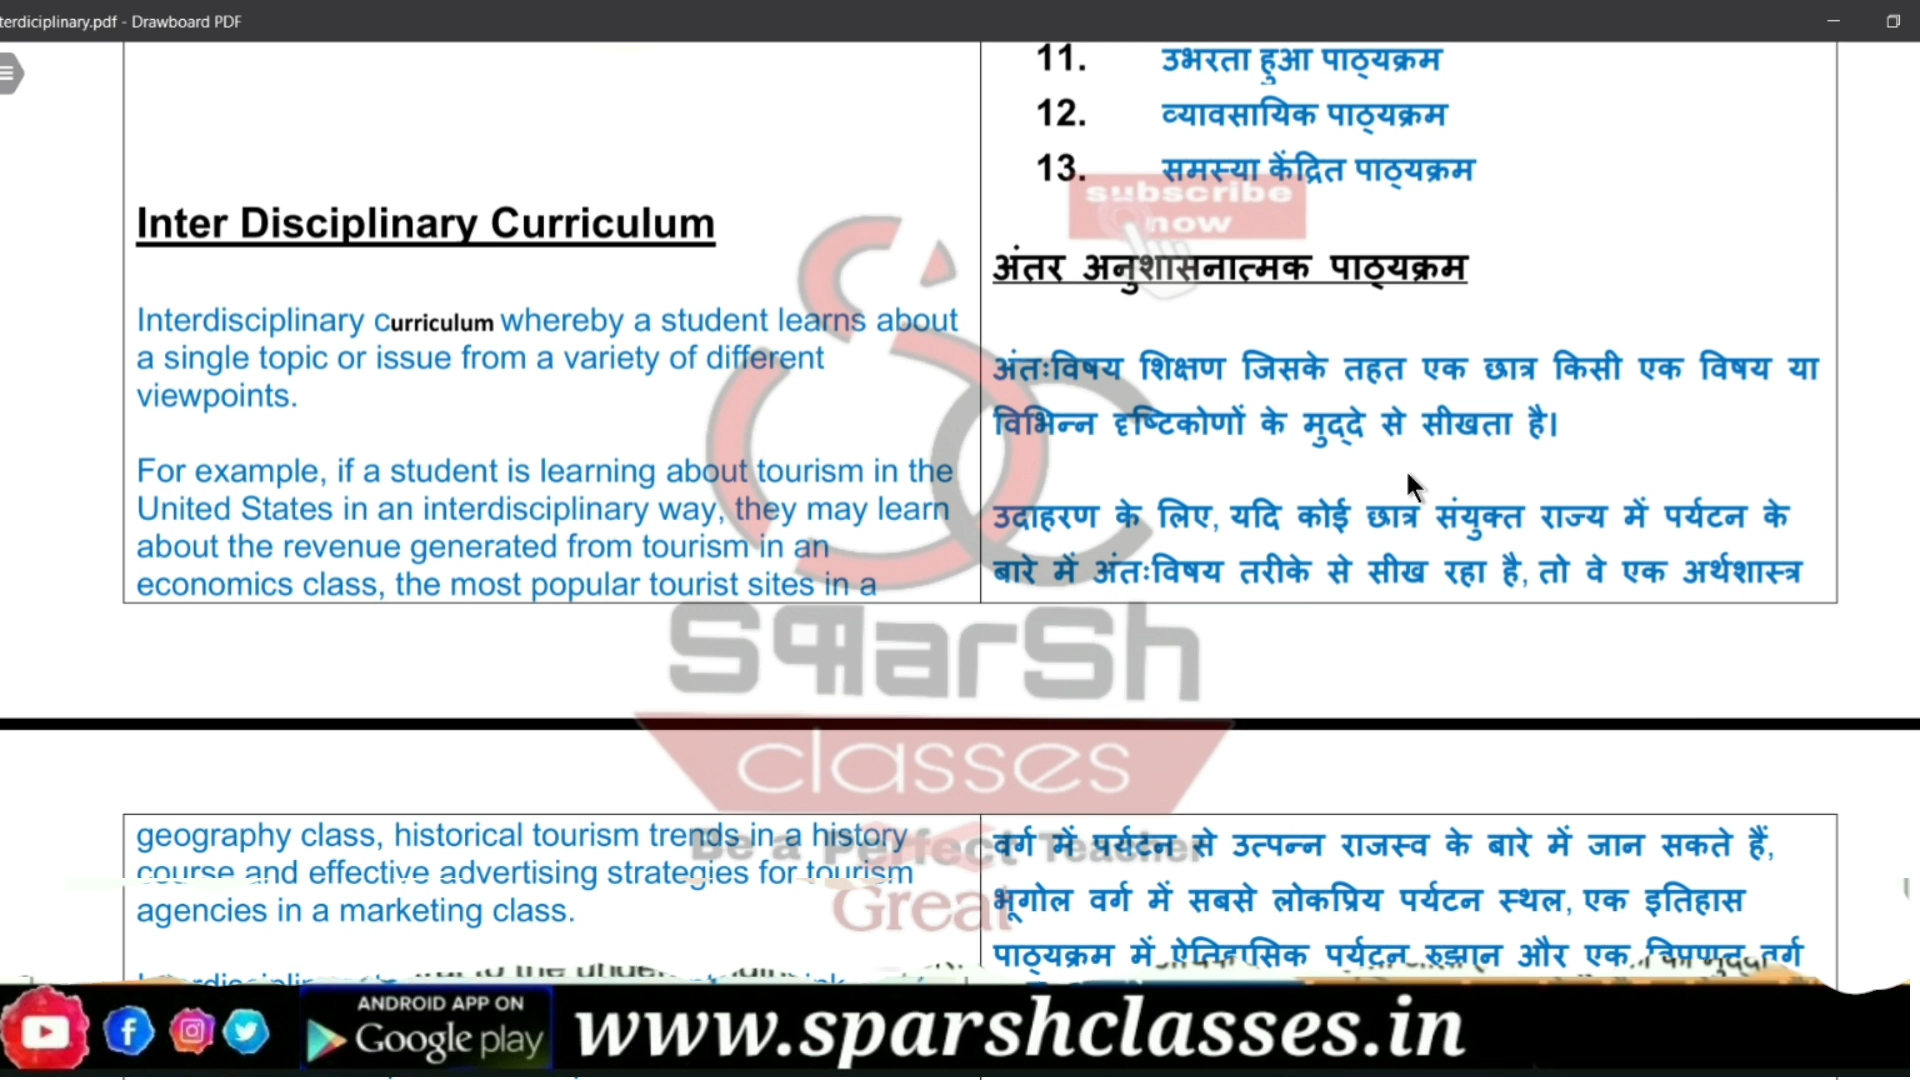 terdiciplinary.pdf - Drawboard PDF
11. उभरता हुआ पाठ्यक्रम
12. व्यावसायिक पाठ्यक्रम
13. समस्या केंद्रित पाठ्यक्रम
subscribe
now
Inter Disciplinary Curriculum
Interdisciplinary curriculum whereby a student learns about
a single topic or issue from a variety of different
viewpoints.
For example, if a student is learning about tourism in the
United States in an interdisciplinary way, they may learn
about the revenue generated from tourism in an
economics class, the most popular tourist sites in a
अंतर अनुशासनात्मक पाठ्यक्रम
अंतःविषय शिक्षण जिसके तहत एक छात्र किसी एक विषय या
विभिन्न दृष्टिकोणों के मुद्दे से सीखता है।
उदाहरण के लिए, यदि कोई छात्र संयुक्त राज्य में पर्यटन के
बारे में अंतःविषय तरीके से सीख रहा है, तो वे एक अर्थशास्त्र
Sqarsh
classes
Be a Perfect Teacher
Great
geography class, historical tourism trends in a history
course and effective advertising strategies for tourism
agencies in a marketing class.
वर्ग में पर्यटन से उत्पन्न राजस्व के बारे में जान सकते हैं,
भूगोल वर्ग में सबसे लोकप्रिय पर्यटन स्थल, एक इतिहास
पाठ्यक्रम में ऐतिहासिक पर्यटन रुझान और एक वर्ग
ANDROID APP ON
Google play
www.sparshclasses.in